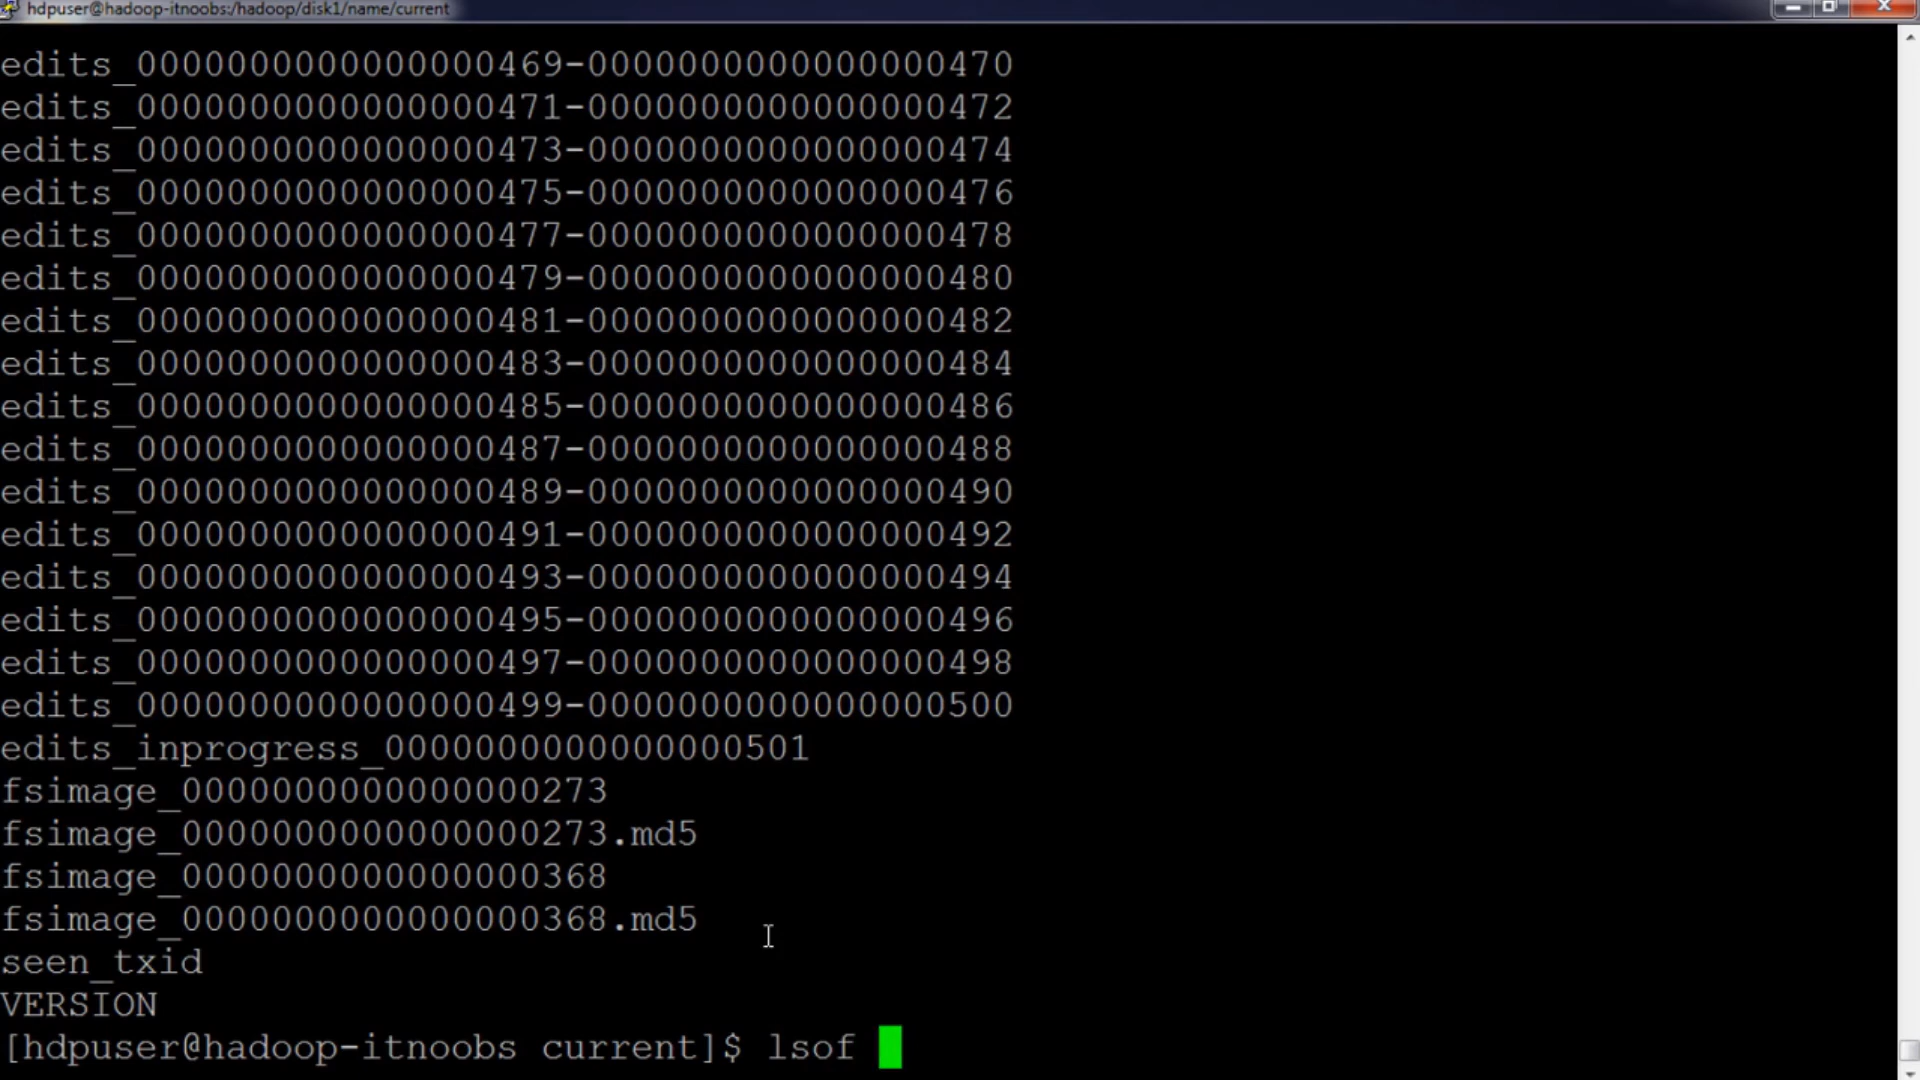 hdpuser@hadoop-itnoobs:/hadoop/disk1/name/current
edits_0000000000000000469-0000000000000000470
edits_0000000000000000471-0000000000000000472
edits_0000000000000000473-0000000000000000474
edits_0000000000000000475-0000000000000000476
edits_0000000000000000477-0000000000000000478
edits_0000000000000000479-0000000000000000480
edits_0000000000000000481-0000000000000000482
edits_0000000000000000483-0000000000000000484
edits_0000000000000000485-0000000000000000486
edits_0000000000000000487-0000000000000000488
edits_0000000000000000489-0000000000000000490
edits_0000000000000000491-0000000000000000492
edits_0000000000000000493-0000000000000000494
edits_0000000000000000495-0000000000000000496
edits_0000000000000000497-0000000000000000498
edits_0000000000000000499-0000000000000000500
edits_inprogress_0000000000000000501
fsimage_0000000000000000273
fsimage_0000000000000000273.md5
fsimage_0000000000000000368
fsimage_0000000000000000368.md5
seen_txid
VERSION
[hdpuser@hadoop-itnoobs current]$ lsof